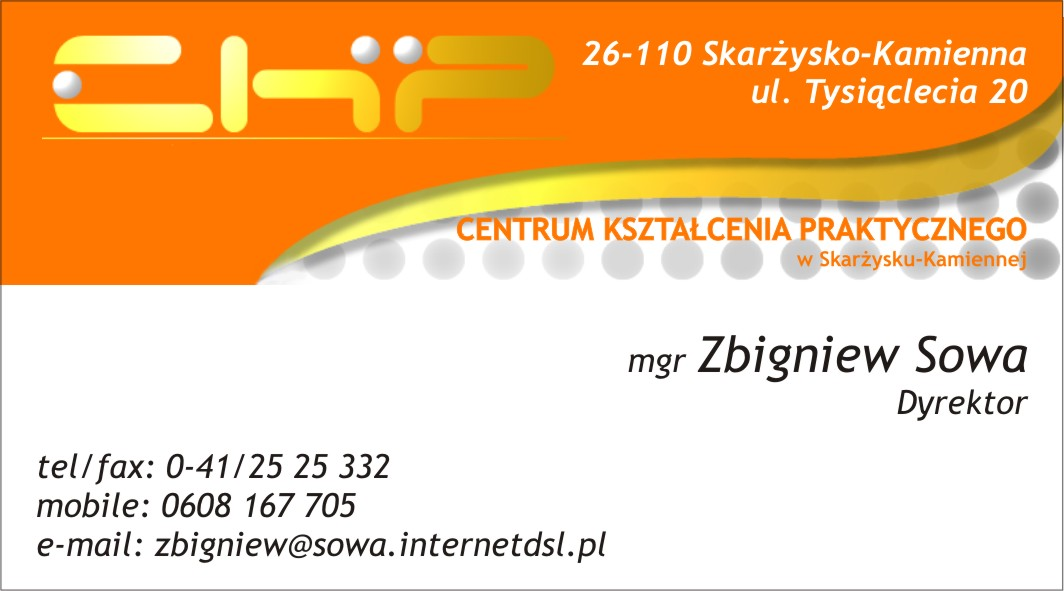 CKP
26-110 Skarżysko-Kamienna
ul. Tysiąclecia 20
CENTRUM KSZTAŁCENIA PRAKTYCZNEGO
w Skarżysku-Kamiennej
mgr Zbigniew Sowa
Dyrektor
tel/fax: 0-41/25 25 332
mobile: 0608 167 705
e-mail: zbigniew@sowa.internetdsl.pl